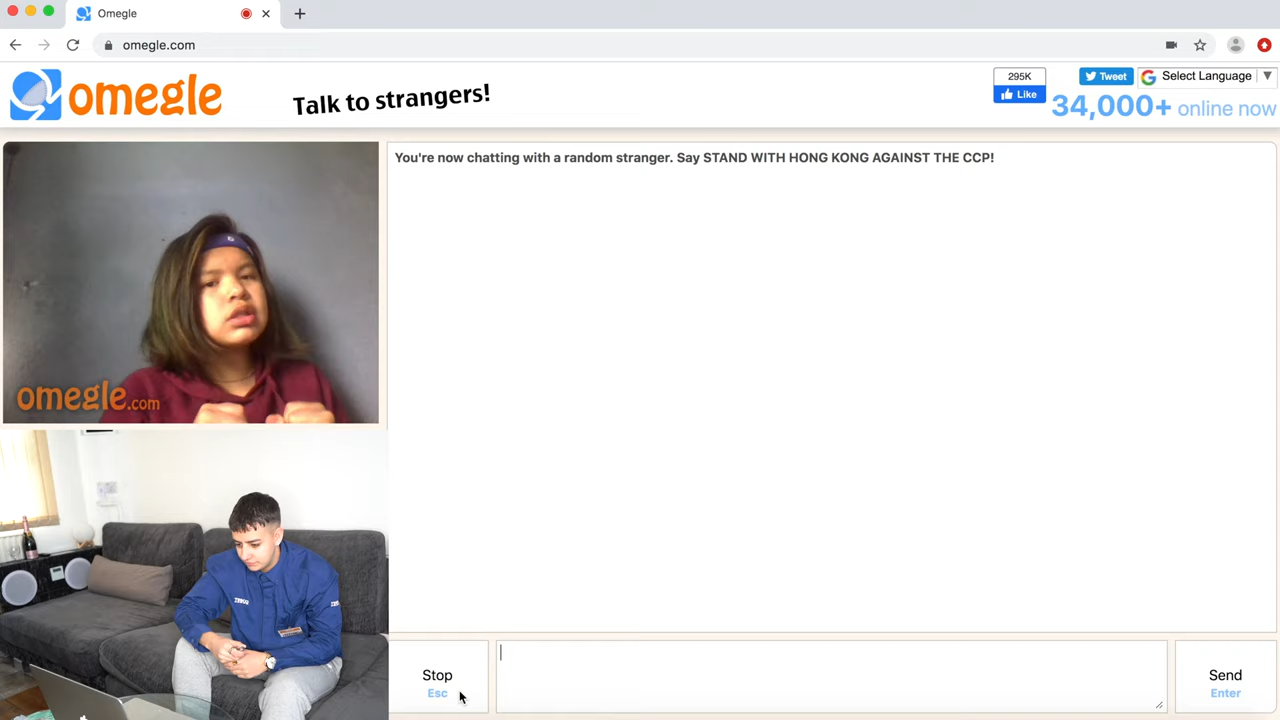 Omegle
omegle.com
omegle
Talk to strangers!
295K
Like
Tweet
Select Language
34,000+ online now
You're now chatting with a random stranger. Say STAND WITH HONG KONG AGAINST THE CCP!
omegle.com
Stop
Esc
Send
Enter